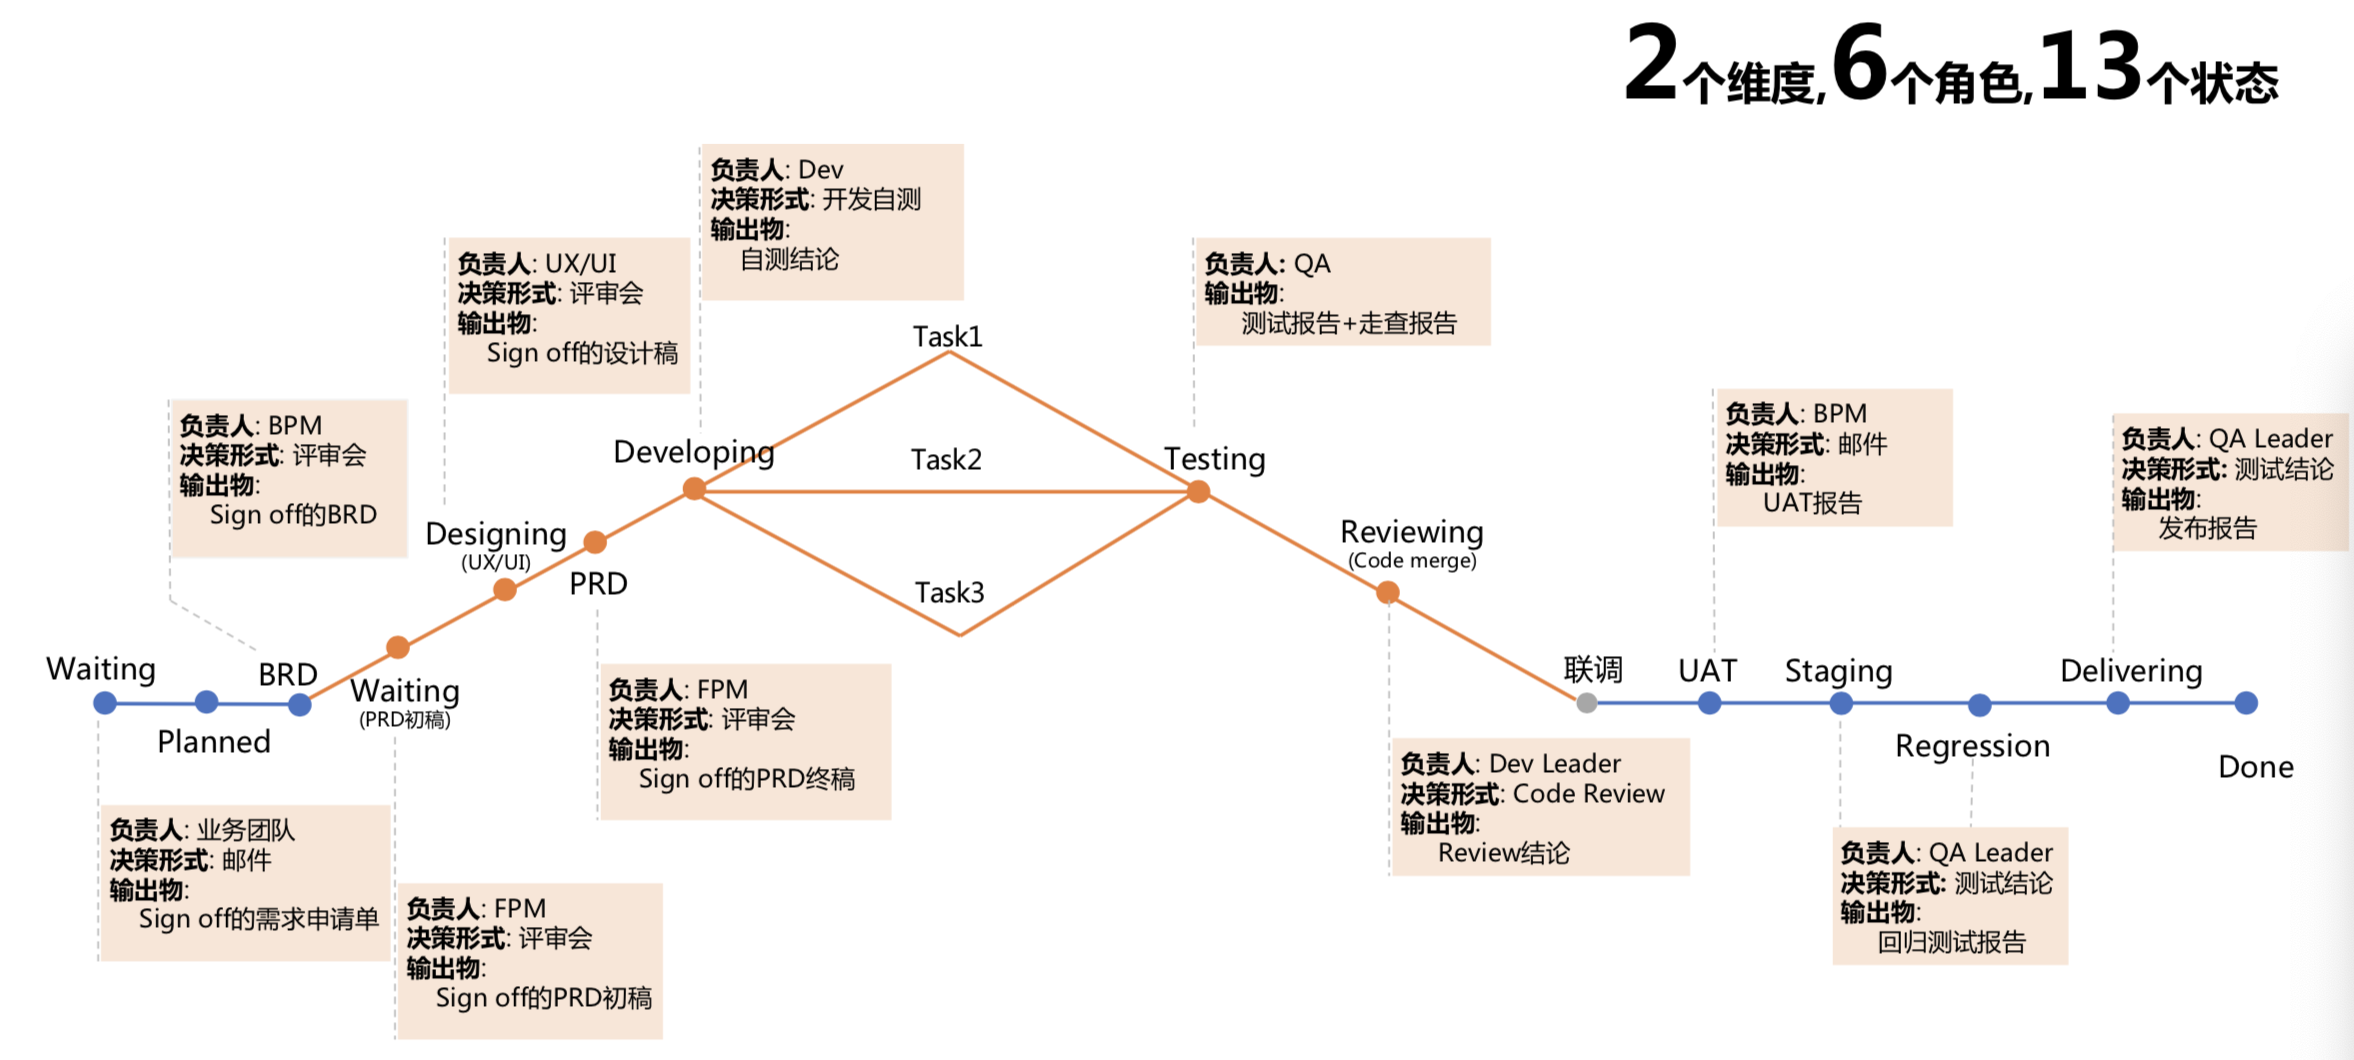 2个维度,6个角色,13个状态
负责人: Dev
决策形式: 开发自测
输出物:
自测结论
负责人: UX/UI
决策形式: 评审会
输出物:
Sign off的设计稿
负责人: QA
输出物:
测试报告+走查报告
Task1
负责人: BPM
决策形式: 评审会
输出物:
Sign off的BRD
负责人: BPM
决策形式: 邮件
输出物:
UAT报告
负责人: QA Leader
决策形式: 测试结论
输出物:
发布报告
Developing
Task2
Testing
Designing
(UX/UI)
PRD
Task3
Reviewing
(Code merge)
Waiting
BRD
Waiting
(PRD初稿)
Planned
联调
UAT
Staging
Delivering
Regression
Done
负责人: FPM
决策形式: 评审会
输出物:
Sign off的PRD终稿
负责人: Dev Leader
决策形式: Code Review
输出物:
Review结论
负责人: 业务团队
决策形式: 邮件
输出物:
Sign off的需求申请单
负责人: QA Leader
决策形式: 测试结论
输出物:
回归测试报告
负责人: FPM
决策形式: 评审会
输出物:
Sign off的PRD初稿